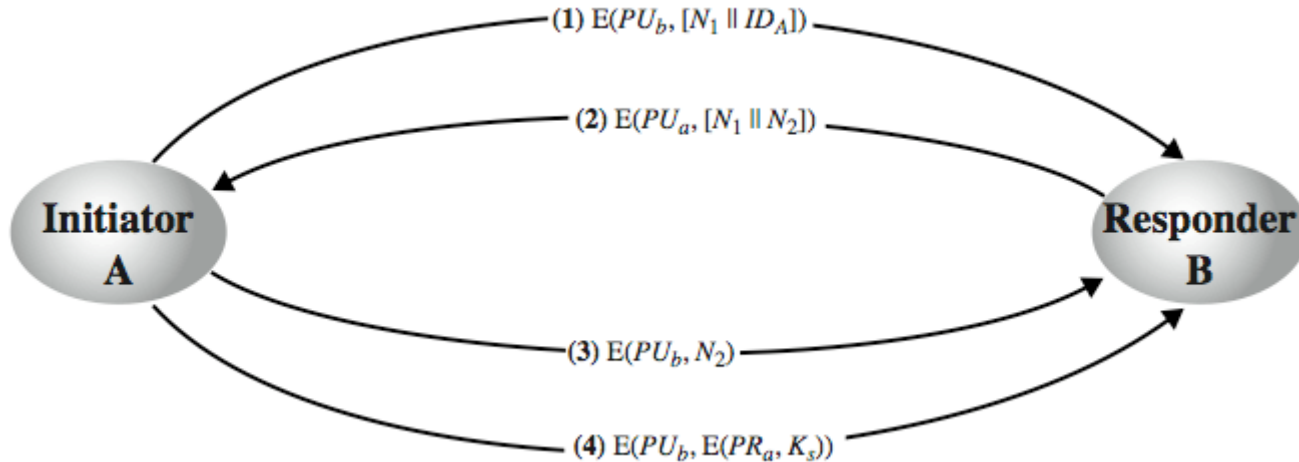 (1) E(PU_b, [N_1 || ID_A])
(2) E(PU_a, [N_1 || N_2])
Initiator
A
Responder
B
(3) E(PU_b, N_2)
(4) E(PU_b, E(PR_a, K_s))